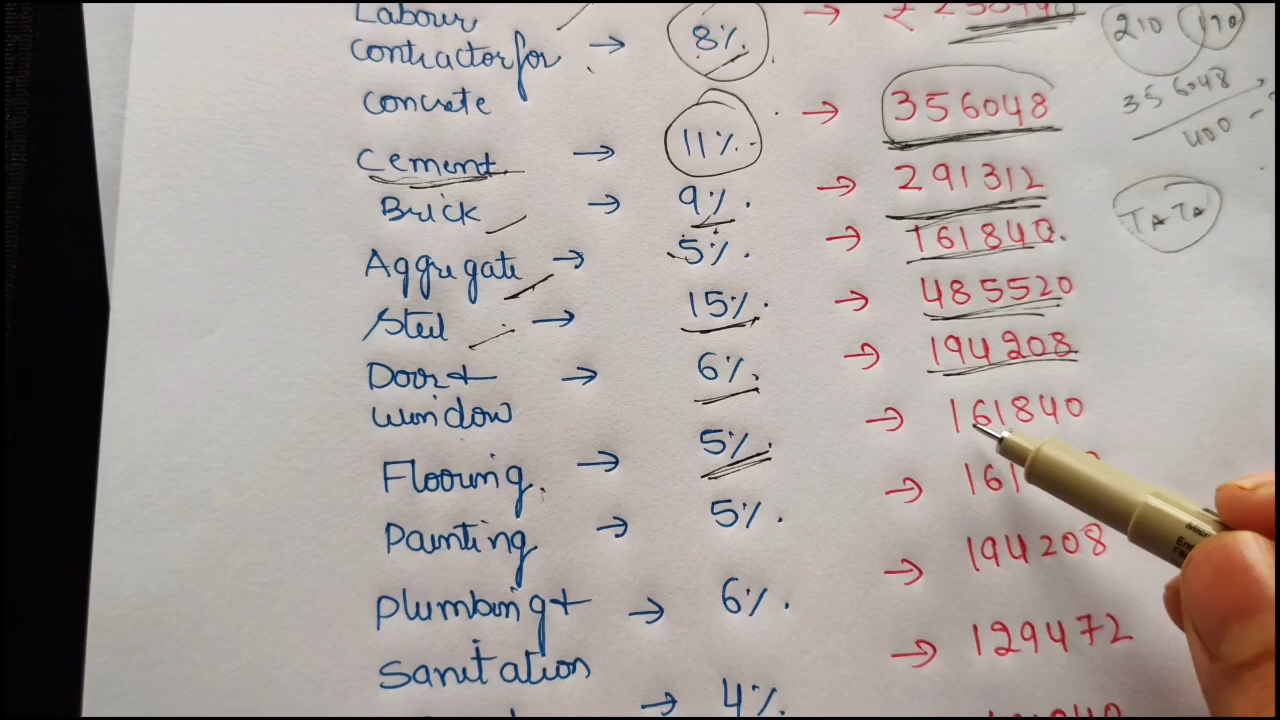 Labour
contractor for → 8%.
concrete → 356048
Cement → 11%.
Brick → 9%. → 291312
Aggregate → 5%. → 161840.
Steel → 15%. → 485520
Door + → 6%. → 194208
window → 161840
Flooring → 5%.
Painting → 5%. → 161
Plumbing + → 6%. → 194208
sanitation → 129472
→ 4%.
210 190
356048
400
TATA